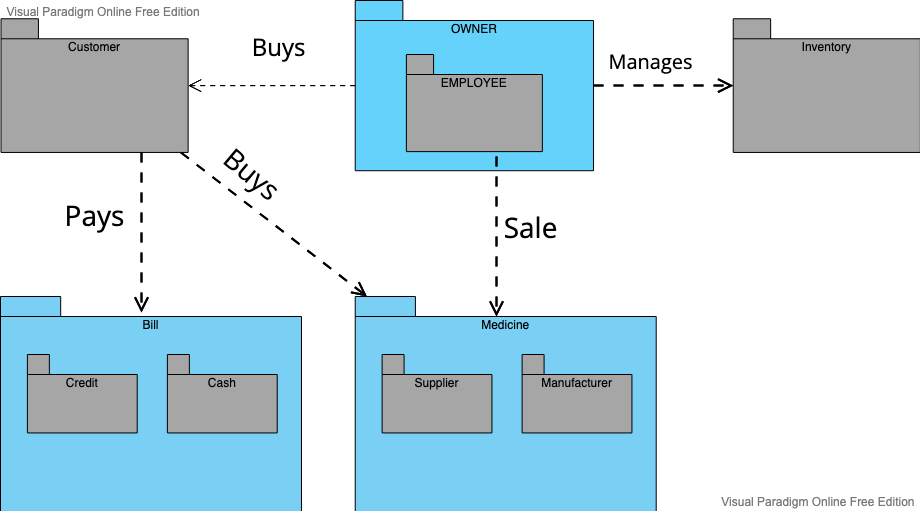 Visual Paradigm Online Free Edition
Customer
Buys
OWNER
EMPLOYEE
Manages
Inventory
Pays
Buys
Sale
Bill
Credit
Cash
Medicine
Supplier
Manufacturer
Visual Paradigm Online Free Edition